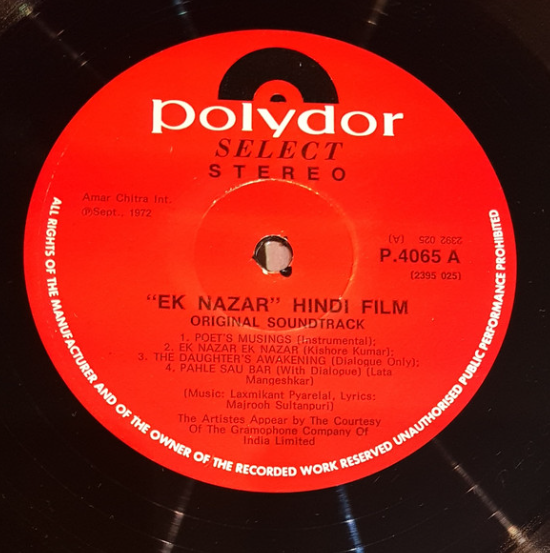 polydor
SELECT
STEREO
Amar Chitra Int.
℗Sept., 1972
2392 025 (A)
P.4065 A
(2395 025)
"EK NAZAR" HINDI FILM
ORIGINAL SOUNDTRACK
1. POET'S MUSINGS (Instrumental);
2. EK NAZAR EK NAZAR (Kishore Kumar);
3. THE DAUGHTER'S AWAKENING (Dialogue Only);
4. PAHLE SAU BAR (With Dialogue) (Lata
Mangeshkar)
(Music: Laxmikant Pyarelal, Lyrics:
Majrooh Sultanpuri)
The Artistes Appear by The Courtesy
Of The Gramophone Company Of
India Limited
ALL RIGHTS OF THE MANUFACTURER AND OF THE OWNER OF THE RECORDED WORK RESERVED UNAUTHORISED PUBLIC PERFORMANCE PROHIBITED